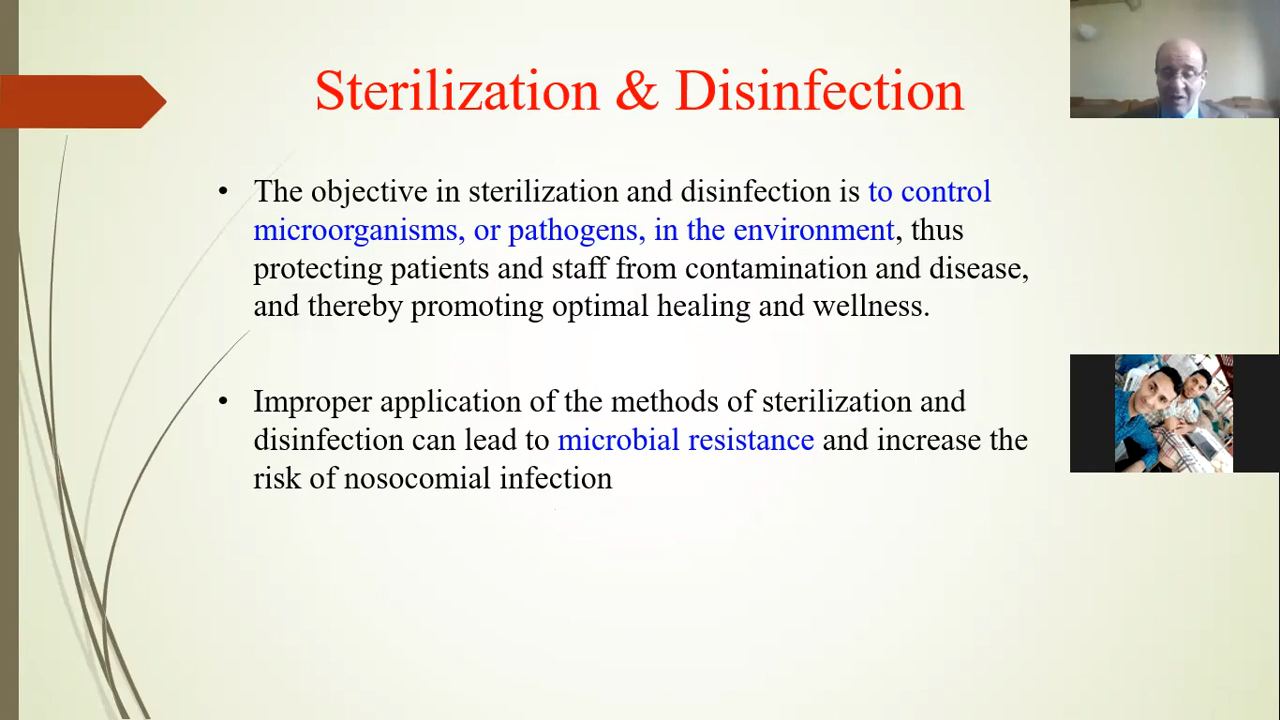 Sterilization & Disinfection
• The objective in sterilization and disinfection is to control
microorganisms, or pathogens, in the environment, thus
protecting patients and staff from contamination and disease,
and thereby promoting optimal healing and wellness.
• Improper application of the methods of sterilization and
disinfection can lead to microbial resistance and increase the
risk of nosocomial infection